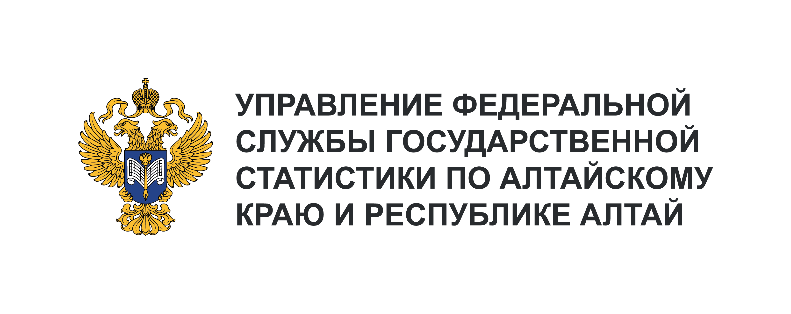 УПРАВЛЕНИЕ ФЕДЕРАЛЬНОЙ
СЛУЖБЫ ГОСУДАРСТВЕННОЙ
СТАТИСТИКИ ПО АЛТАЙСКОМУ
КРАЮ И РЕСПУБЛИКЕ АЛТАЙ